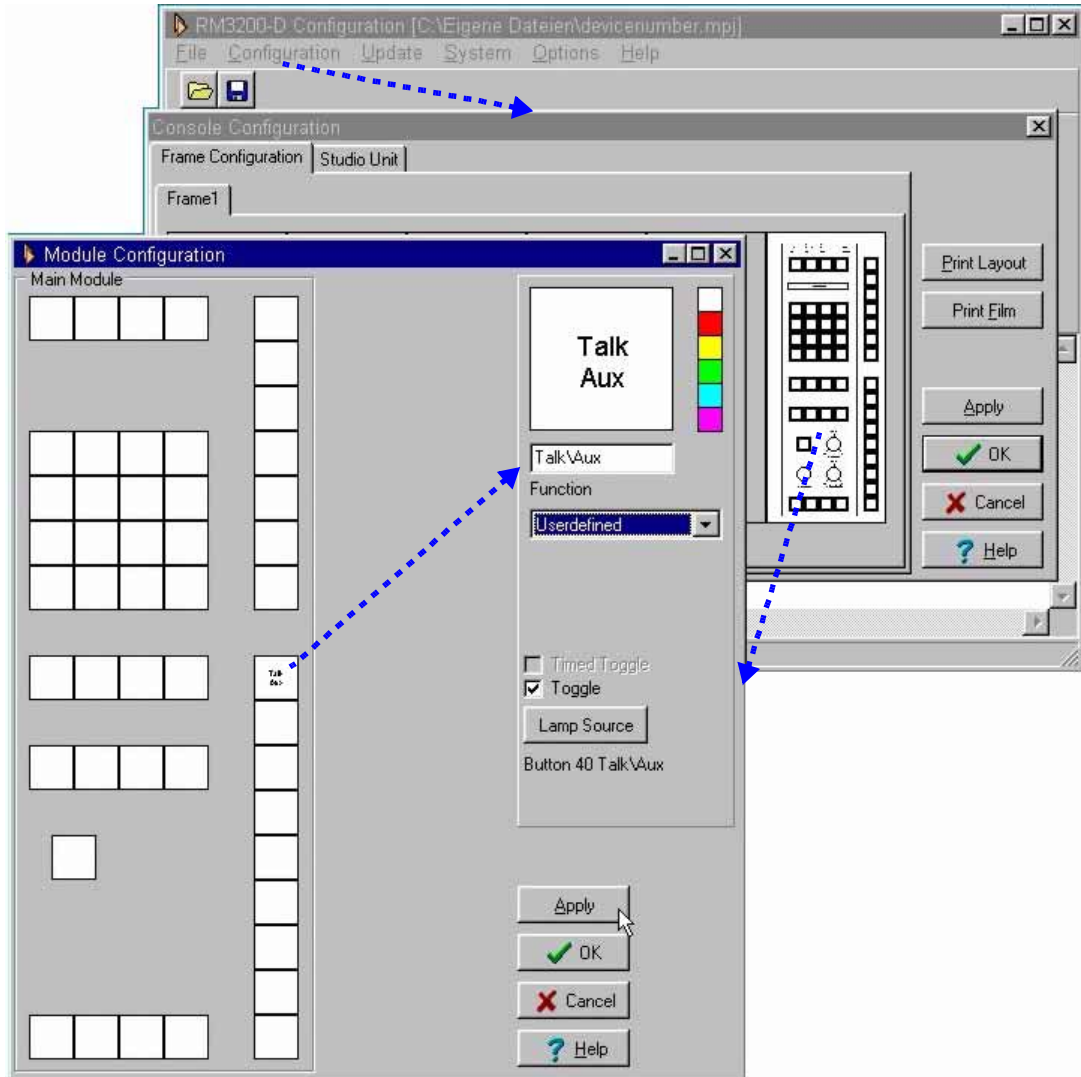 RM3200-D Configuration [C:\Eigene Dateien\devicenumber.mpj]
File Configuration Update System Options Help
Console Configuration
Frame Configuration Studio Unit
Frame1
Print Layout
Print Film
Apply
OK
Cancel
Help
Module Configuration
Main Module
Talk
Aux
Talk
Aux
Talk\Aux
Function
Userdefined
Timed Toggle
Toggle
Lamp Source
Button 40 Talk\Aux
Apply
OK
Cancel
Help